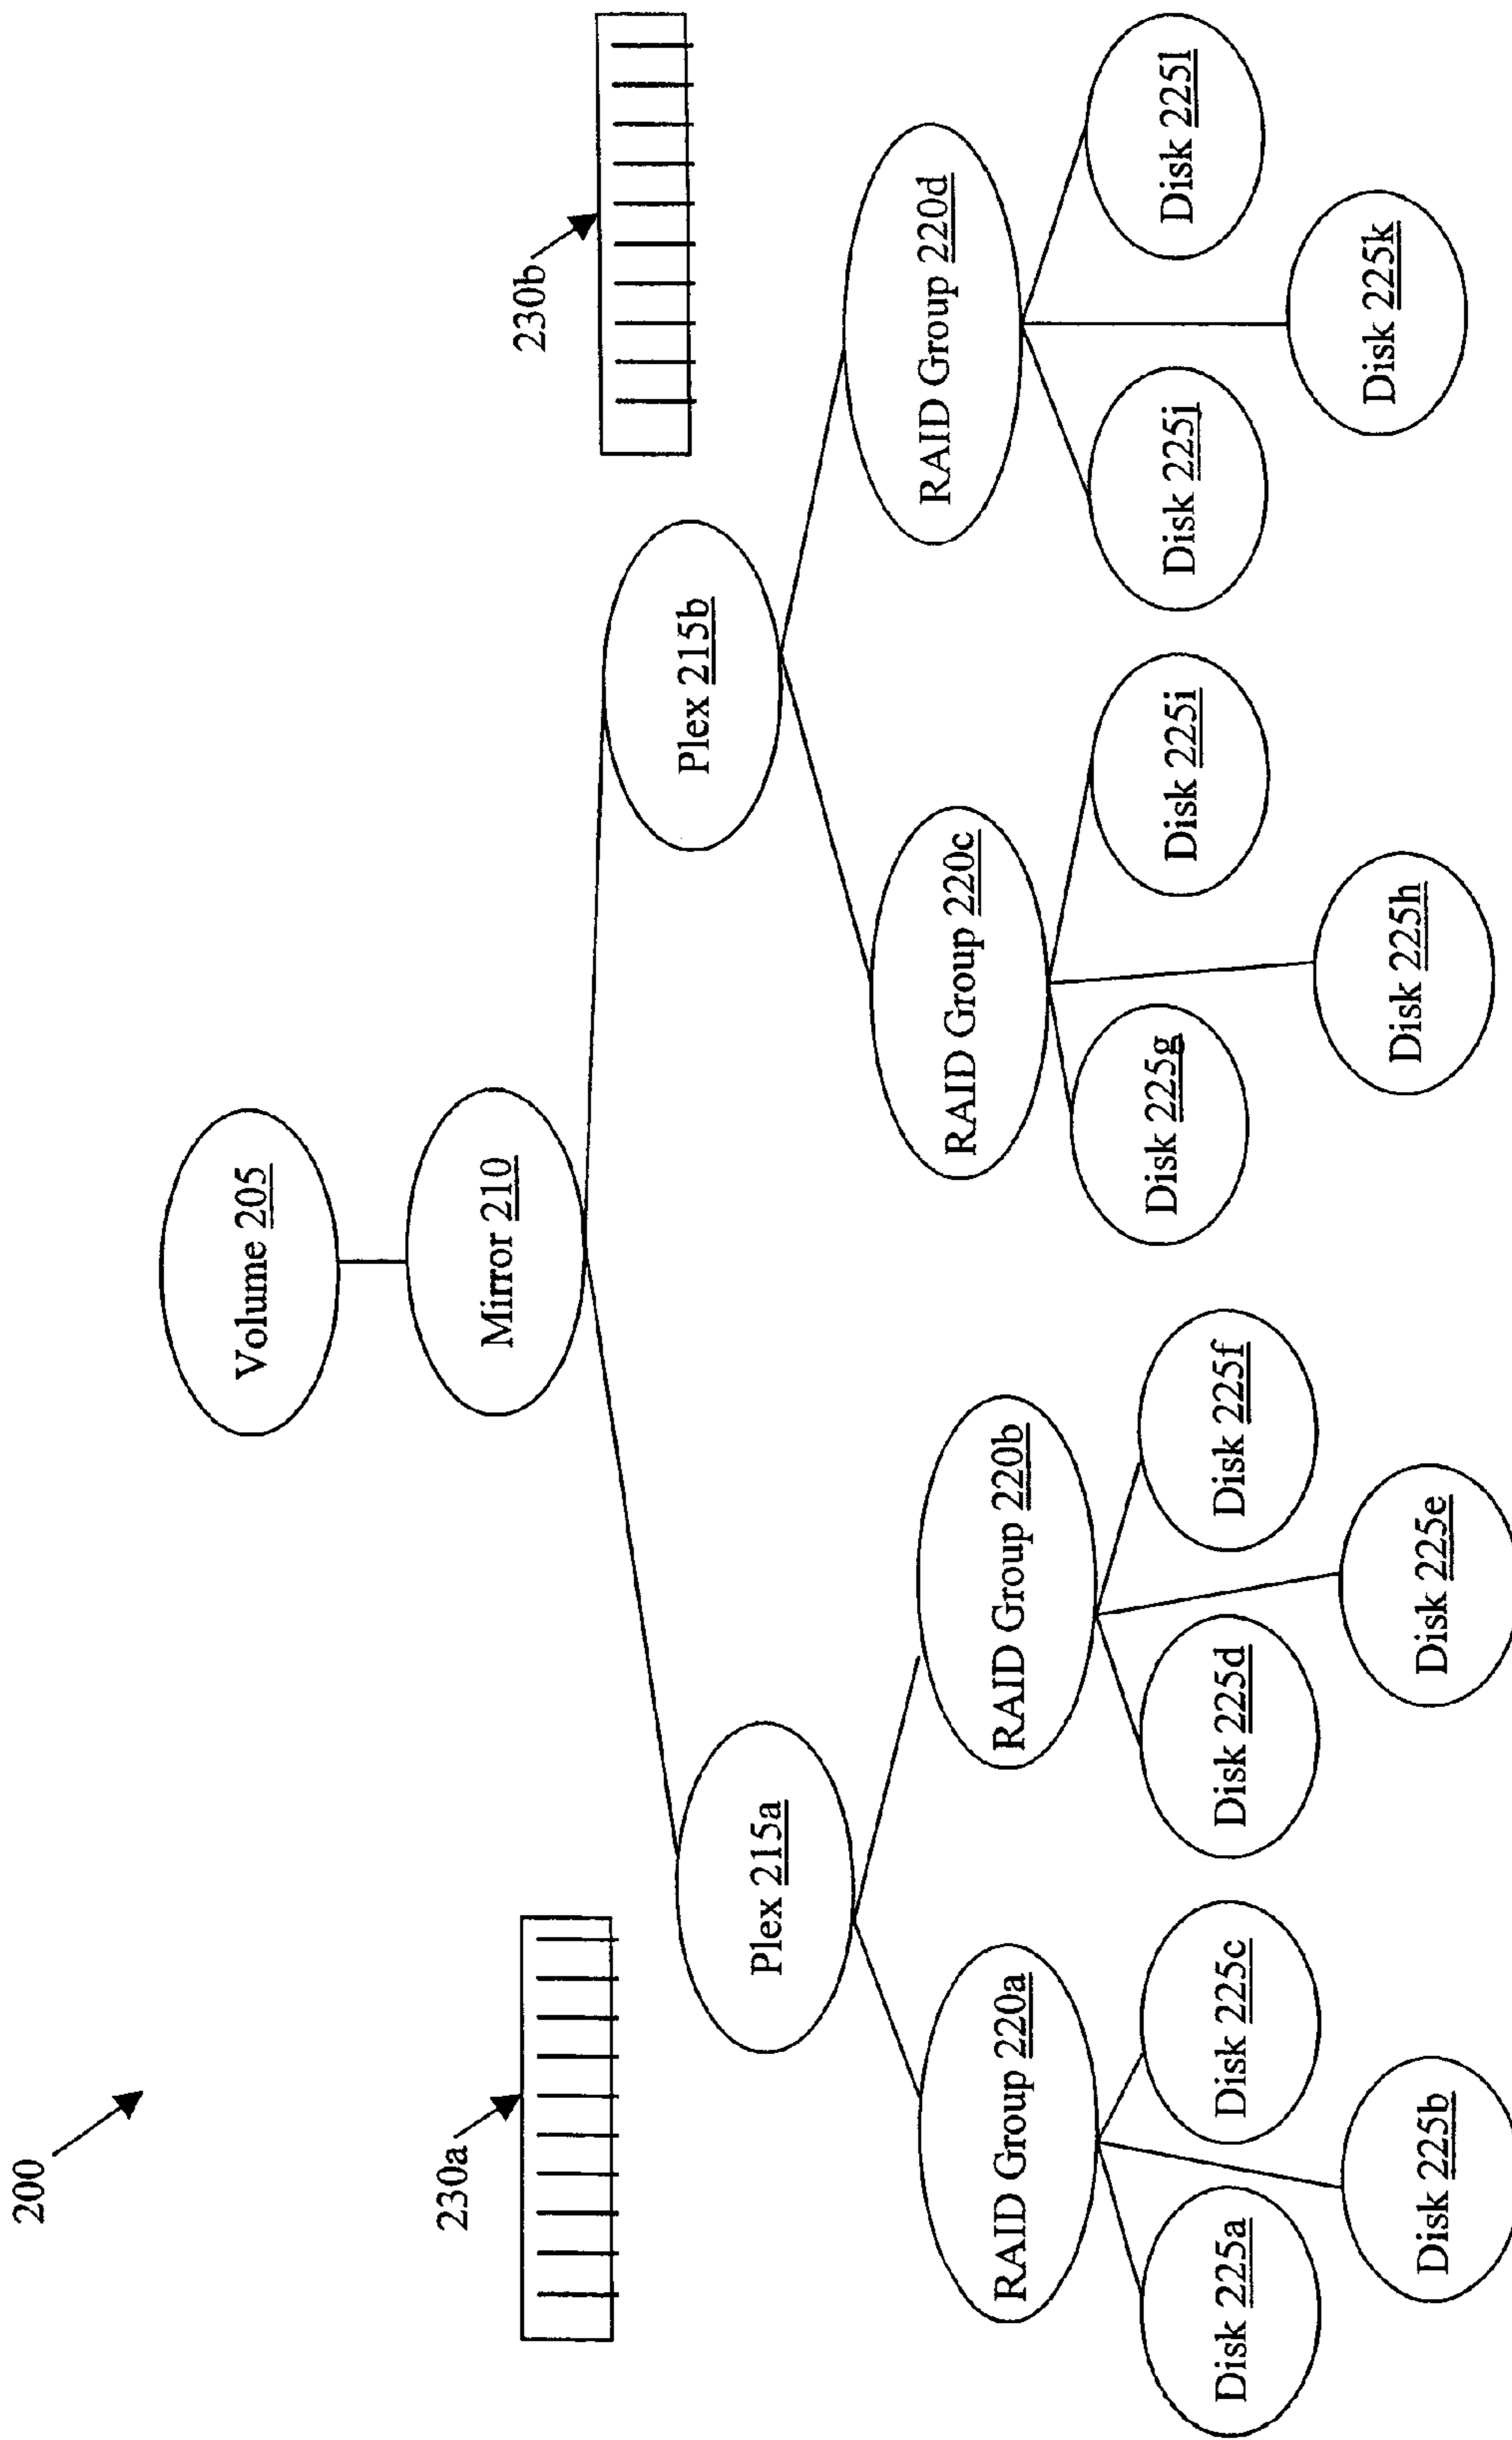 200
Volume 205
Mirror 210
230a
230b
Plex 215a
Plex 215b
RAID Group 220a
RAID Group 220b
RAID Group 220c
RAID Group 220d
Disk 225a
Disk 225c
Disk 225d
Disk 225f
Disk 225g
Disk 225i
Disk 225j
Disk 225l
Disk 225b
Disk 225e
Disk 225h
Disk 225k